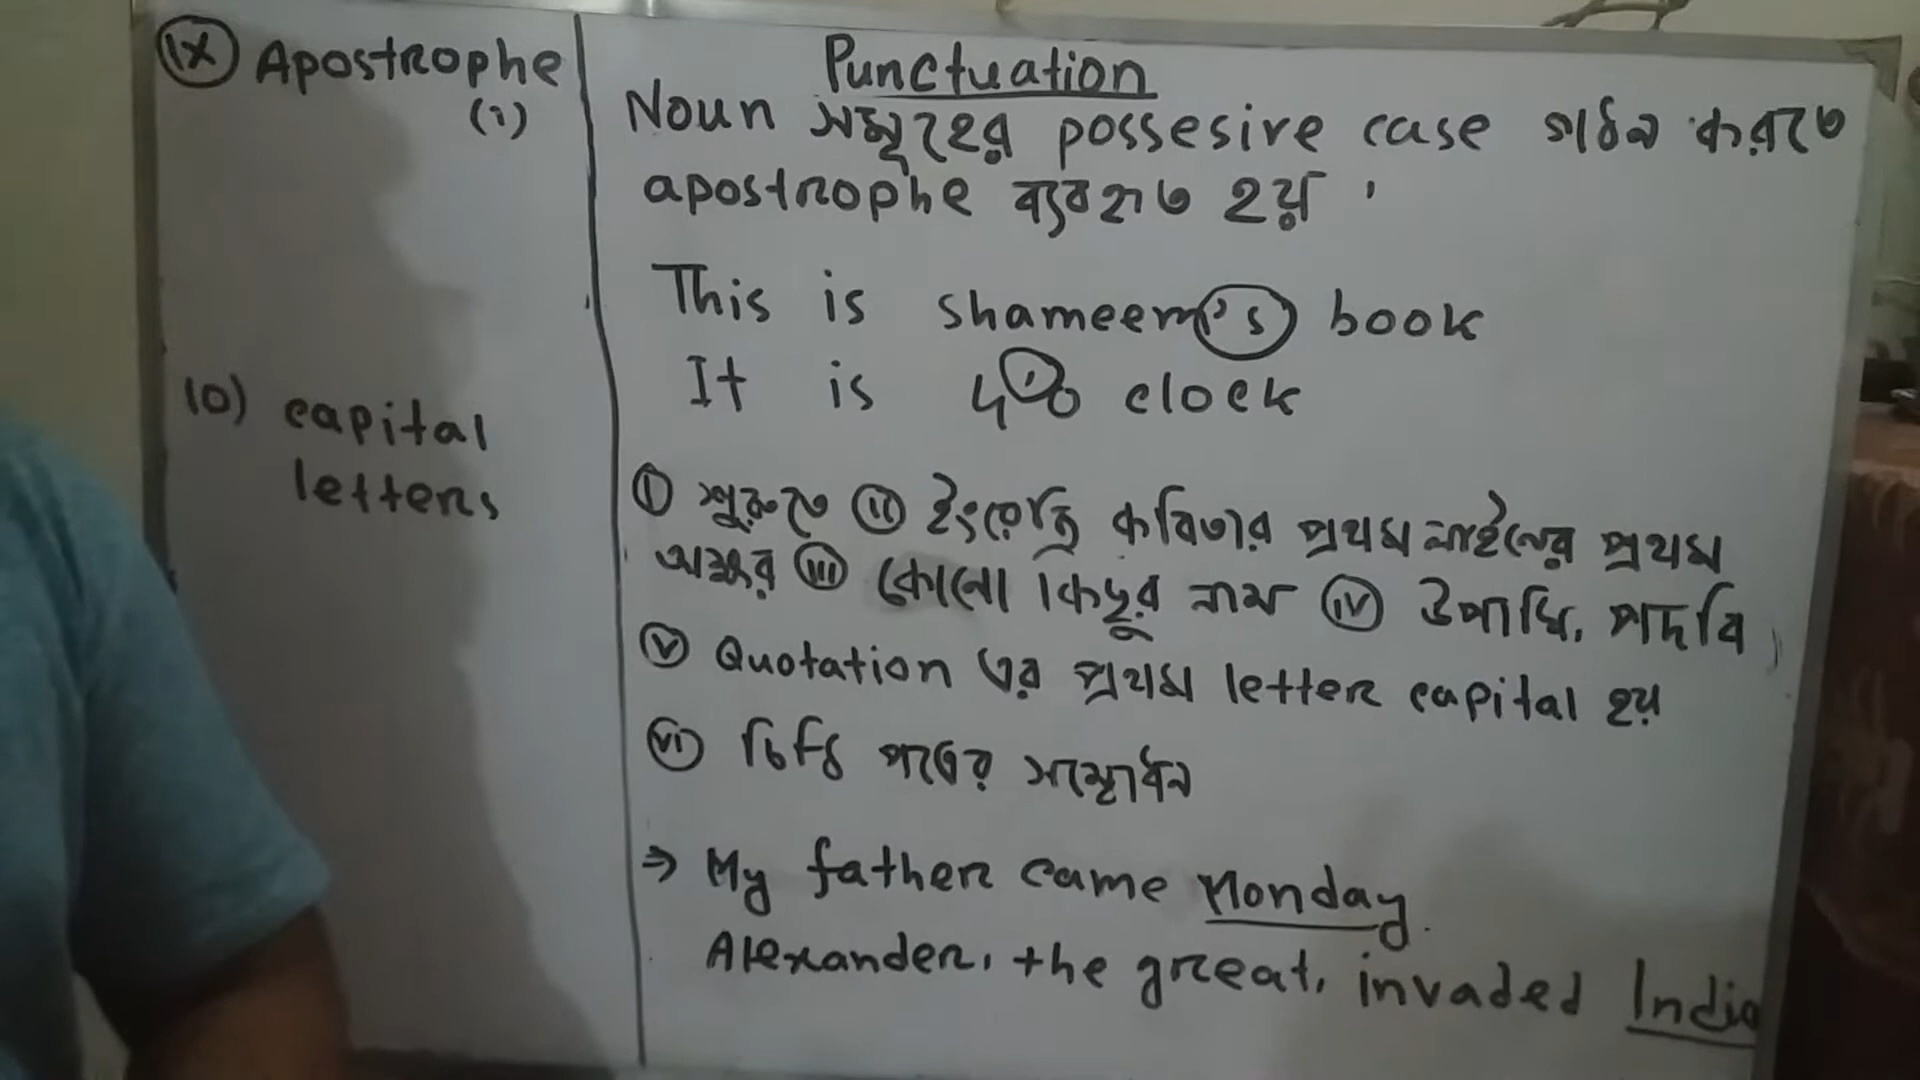 Punctuation
IX Apostrophe
(i)
Noun সমূহের possesive case গঠন করতে
apostrophe ব্যবহৃত হয়।
This is shameem's book
It is 4'o clock
10) capital
letters
i শুরুতে ii ইংরেজি কবিতার প্রথম লাইনের প্রথম
অক্ষর iii কোনো কিছুর নাম iv উপাধি, পদবি
v Quotation এর প্রথম letter capital হয়
vi চিঠি পত্রের সম্বোধন
⇒ My father came Monday.
Alexander, the great, invaded India